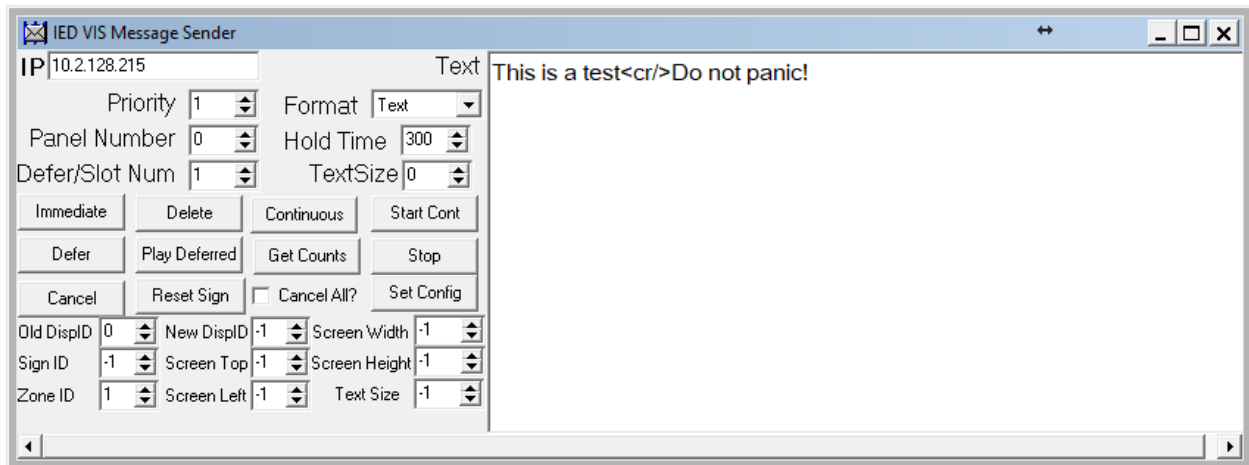 IED VIS Message Sender
IP 10.2.128.215 Text This is a test<cr/>Do not panic!
Priority 1 Format Text
Panel Number 0 Hold Time 300
Defer/Slot Num 1 TextSize 0
Immediate Delete Continuous Start Cont
Defer Play Deferred Get Counts Stop
Cancel Reset Sign Cancel All? Set Config
Old DispID 0 New DispID -1 Screen Width -1
Sign ID -1 Screen Top -1 Screen Height -1
Zone ID 1 Screen Left -1 Text Size -1